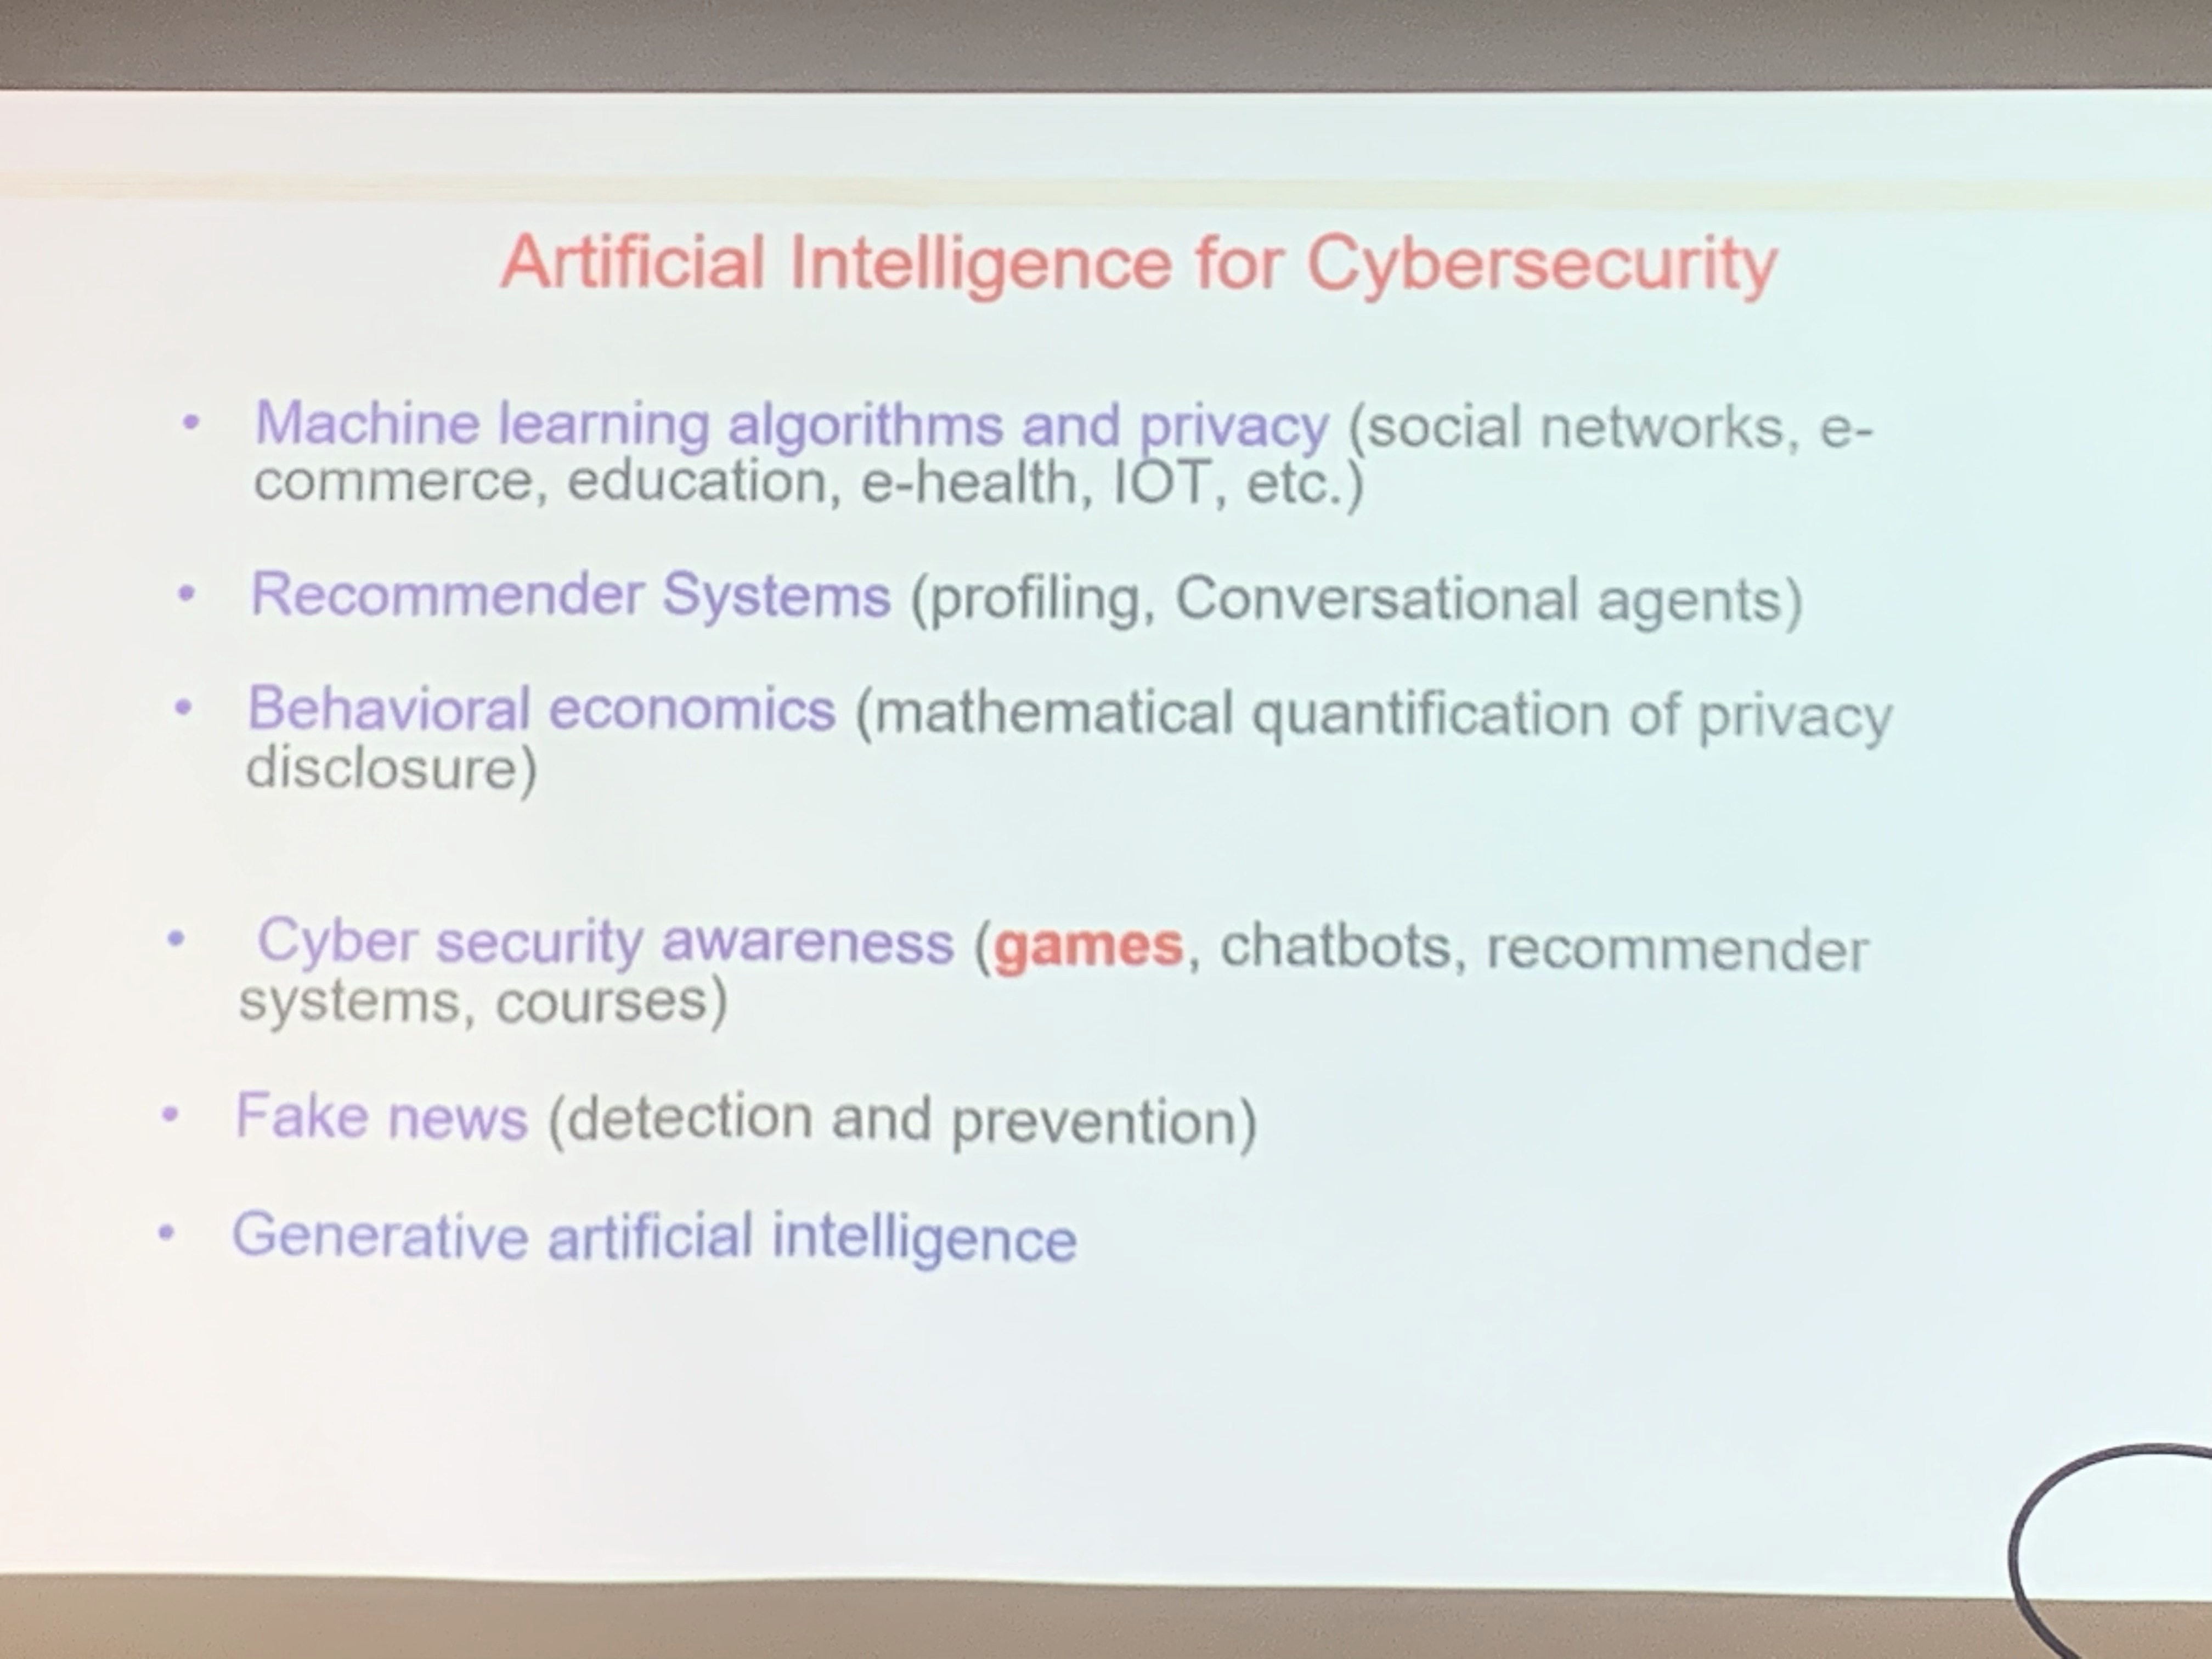 Artificial Intelligence for Cybersecurity
• Machine learning algorithms and privacy (social networks, e-
commerce, education, e-health, IOT, etc.)
• Recommender Systems (profiling, Conversational agents)
• Behavioral economics (mathematical quantification of privacy
disclosure)
• Cyber security awareness (games, chatbots, recommender
systems, courses)
• Fake news (detection and prevention)
• Generative artificial intelligence